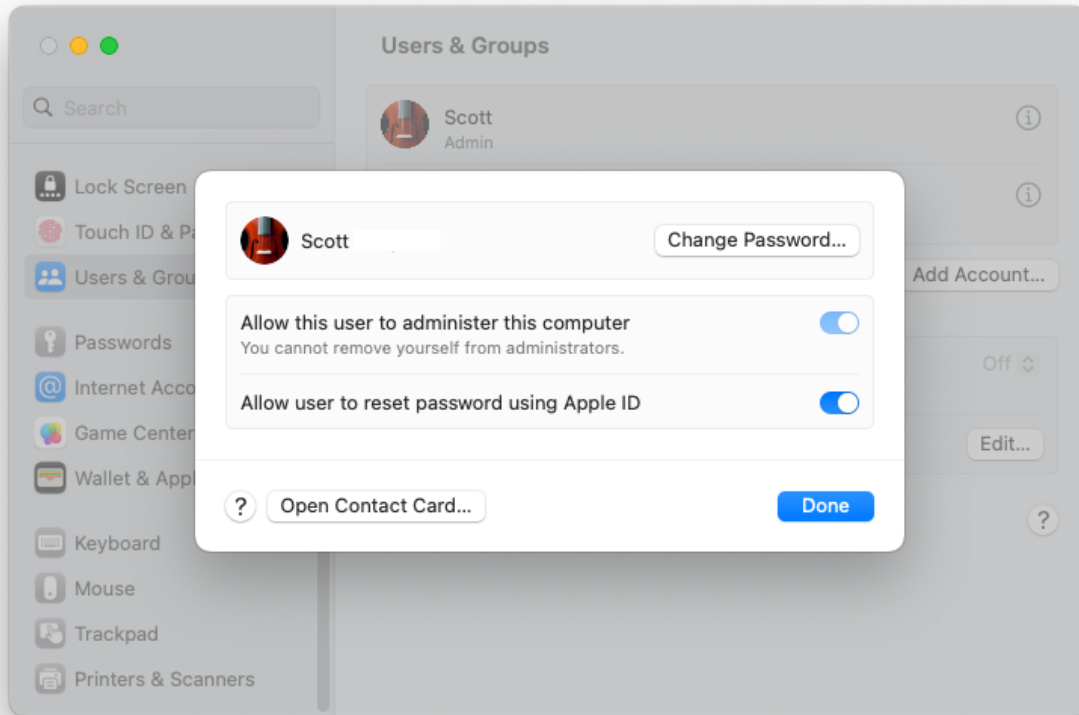 Users & Groups
Search
Scott
Admin
Lock Screen
Touch ID & Pa
Users & Grou
Add Account...
Passwords
Off
Internet Acco
Game Center
Edit...
Wallet & Appl
Keyboard
Mouse
Trackpad
Printers & Scanners
?
Scott
Change Password...
Allow this user to administer this computer
You cannot remove yourself from administrators.
Allow user to reset password using Apple ID
?
Open Contact Card...
Done